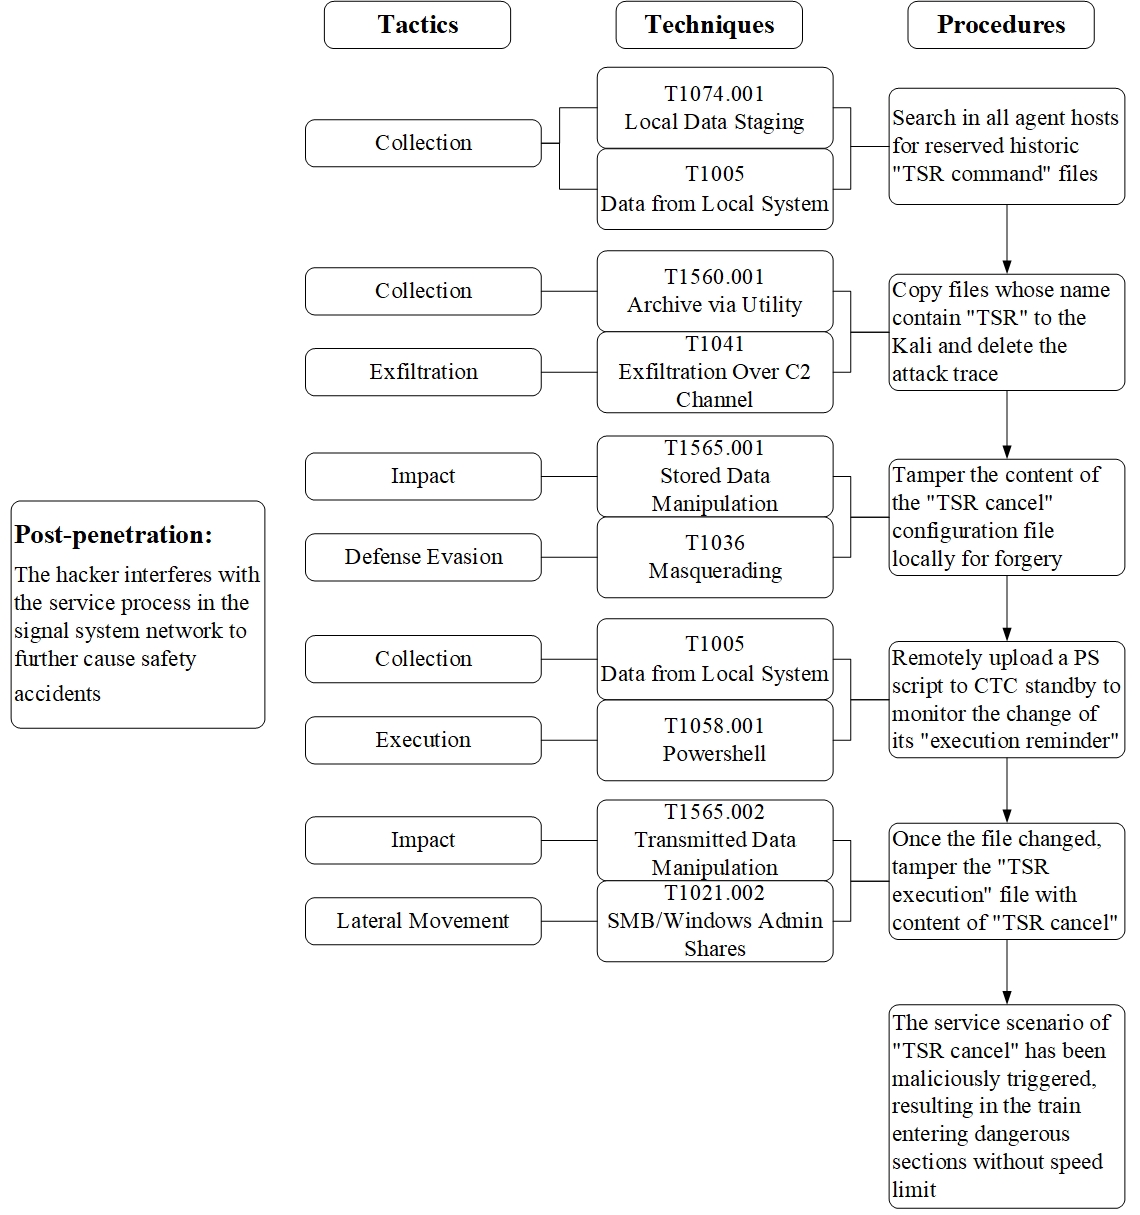 Tactics
Techniques
Procedures
Collection
T1074.001
Local Data Staging
T1005
Data from Local System
Search in all agent hosts
for reserved historic
"TSR command" files
Collection
T1560.001
Archive via Utility
Exfiltration
T1041
Exfiltration Over C2
Channel
Copy files whose name
contain "TSR" to the
Kali and delete the
attack trace
Impact
T1565.001
Stored Data
Manipulation
Defense Evasion
T1036
Masquerading
Tamper the content of
the "TSR cancel"
configuration file
locally for forgery
Post-penetration:
The hacker interferes with
the service process in the
signal system network to
further cause safety
accidents
Collection
T1005
Data from Local System
Execution
T1058.001
Powershell
Remotely upload a PS
script to CTC standby to
monitor the change of
its "execution reminder"
Impact
T1565.002
Transmitted Data
Manipulation
Lateral Movement
T1021.002
SMB/Windows Admin
Shares
Once the file changed,
tamper the "TSR
execution" file with
content of "TSR cancel"
The service scenario of
"TSR cancel" has been
maliciously triggered,
resulting in the train
entering dangerous
sections without speed
limit